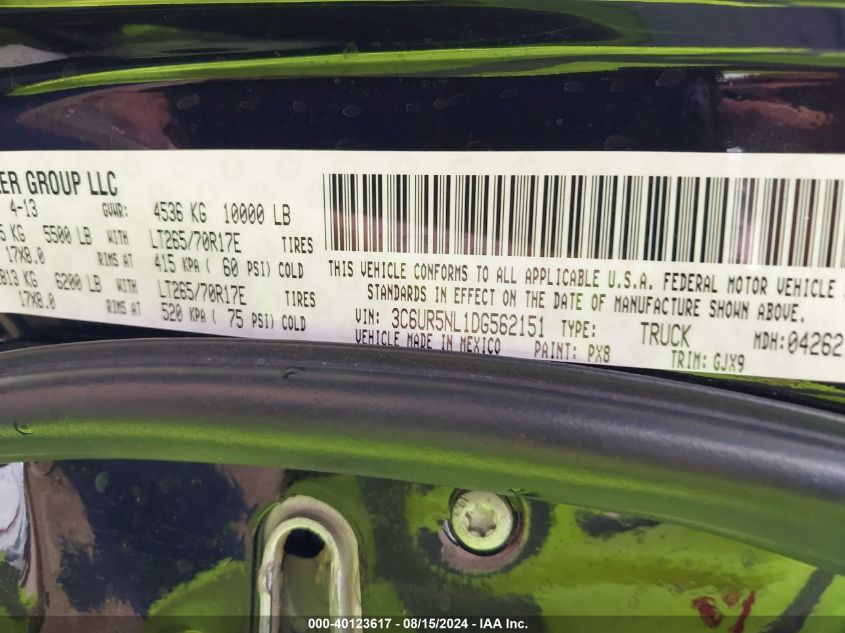 GROUP LLC
4-13 GVWR: 4536 KG 10000 LB
KG 5500 LB WITH LT265/70R17E TIRES
17X8.0 RIMS AT 415 KPA ( 60 PSI) COLD
KG 6200 LB WITH LT265/70R17E TIRES
17X8.0 RIMS AT 520 KPA ( 75 PSI) COLD
THIS VEHICLE CONFORMS TO ALL APPLICABLE U.S.A. FEDERAL MOTOR VEHICLE
STANDARDS IN EFFECT ON THE DATE OF MANUFACTURE SHOWN ABOVE.
VIN: 3C6UR5NL1DG562151 TYPE: TRUCK MDH: 04262
VEHICLE MADE IN MEXICO PAINT: PX8 TRIM: GJX9
000-40123617 - 08/15/2024 - IAA Inc.